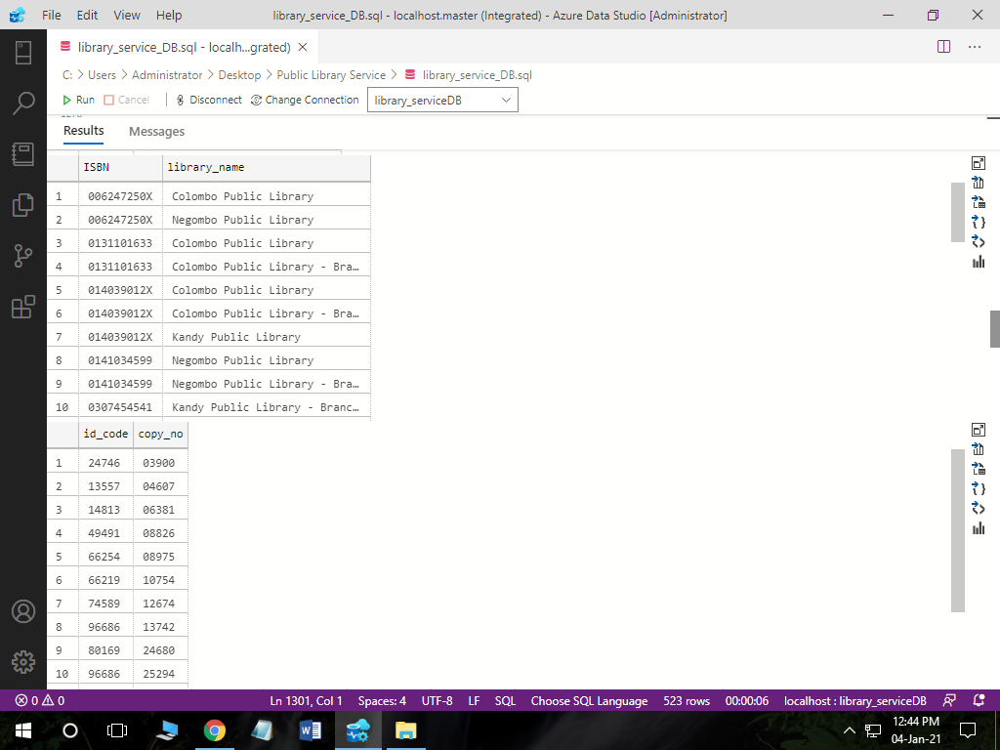 File Edit View Help library_service_DB.sql - localhost.master (Integrated) - Azure Data Studio [Administrator]
library_service_DB.sql - localh...grated)
C: > Users > Administrator > Desktop > Public Library Service > library_service_DB.sql
Run Cancel Disconnect Change Connection library_serviceDB
Results Messages
ISBN library_name
1 006247250X Colombo Public Library
2 006247250X Negombo Public Library
3 0131101633 Colombo Public Library
4 0131101633 Colombo Public Library - Bra…
5 014039012X Colombo Public Library
6 014039012X Colombo Public Library - Bra…
7 014039012X Kandy Public Library
8 0141034599 Negombo Public Library
9 0141034599 Negombo Public Library - Bra…
10 0307454541 Kandy Public Library - Branc…
id_code copy_no
1 24746 03900
2 13557 04607
3 14813 06381
4 49491 08826
5 66254 08975
6 66219 10754
7 74589 12674
8 96686 13742
9 80169 24680
10 96686 25294
0 0 Ln 1301, Col 1 Spaces: 4 UTF-8 LF SQL Choose SQL Language 523 rows 00:00:06 localhost : library_serviceDB
12:44 PM
04-Jan-21